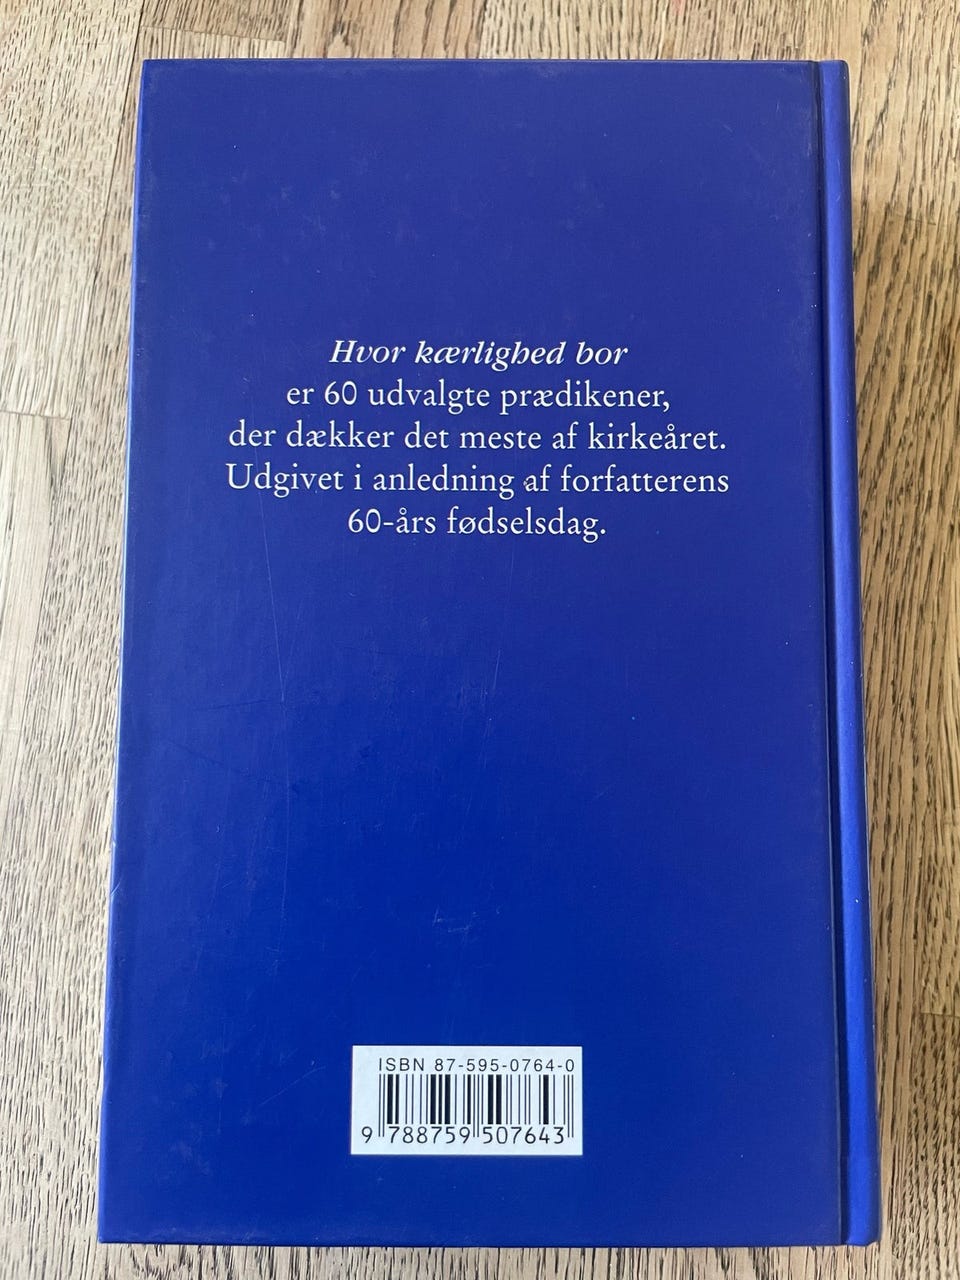 Hvor kærlighed bor
er 60 udvalgte prædikener,
der dækker det meste af kirkeåret.
Udgivet i anledning af forfatterens
60-års fødselsdag.
ISBN 87-595-0764-0
9 788759 507643